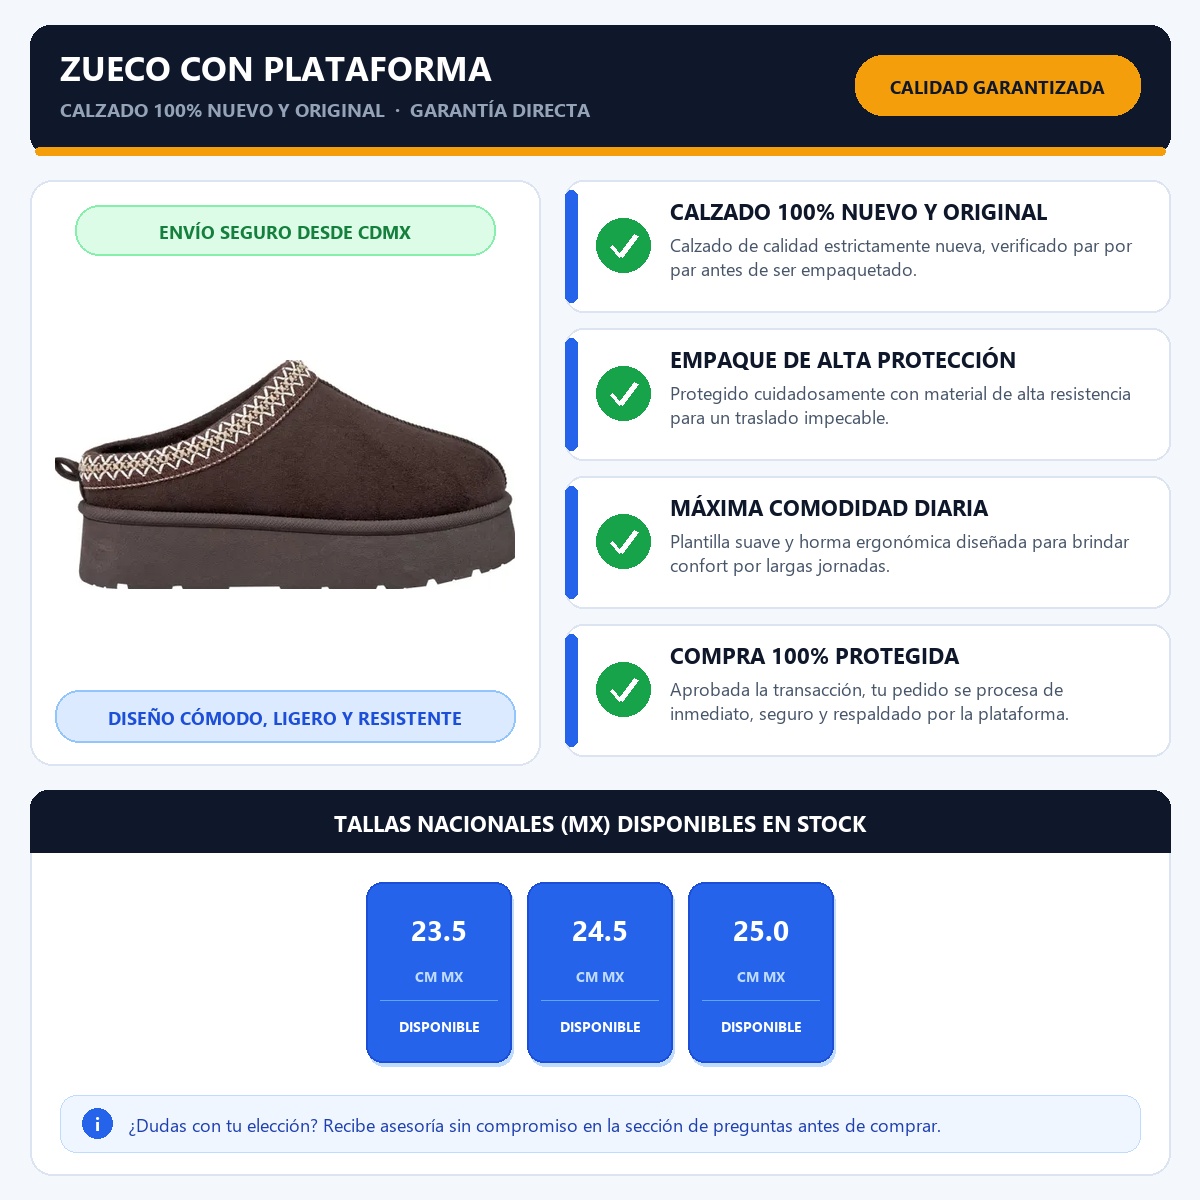 ZUECO CON PLATAFORMA
CALZADO 100% NUEVO Y ORIGINAL · GARANTÍA DIRECTA
CALIDAD GARANTIZADA
ENVÍO SEGURO DESDE CDMX
DISEÑO CÓMODO, LIGERO Y RESISTENTE
CALZADO 100% NUEVO Y ORIGINAL
Calzado de calidad estrictamente nueva, verificado par por
par antes de ser empaquetado.
EMPAQUE DE ALTA PROTECCIÓN
Protegido cuidadosamente con material de alta resistencia
para un traslado impecable.
MÁXIMA COMODIDAD DIARIA
Plantilla suave y horma ergonómica diseñada para brindar
confort por largas jornadas.
COMPRA 100% PROTEGIDA
Aprobada la transacción, tu pedido se procesa de
inmediato, seguro y respaldado por la plataforma.
TALLAS NACIONALES (MX) DISPONIBLES EN STOCK
23.5
CM MX
DISPONIBLE
24.5
CM MX
DISPONIBLE
25.0
CM MX
DISPONIBLE
¿Dudas con tu elección? Recibe asesoría sin compromiso en la sección de preguntas antes de comprar.